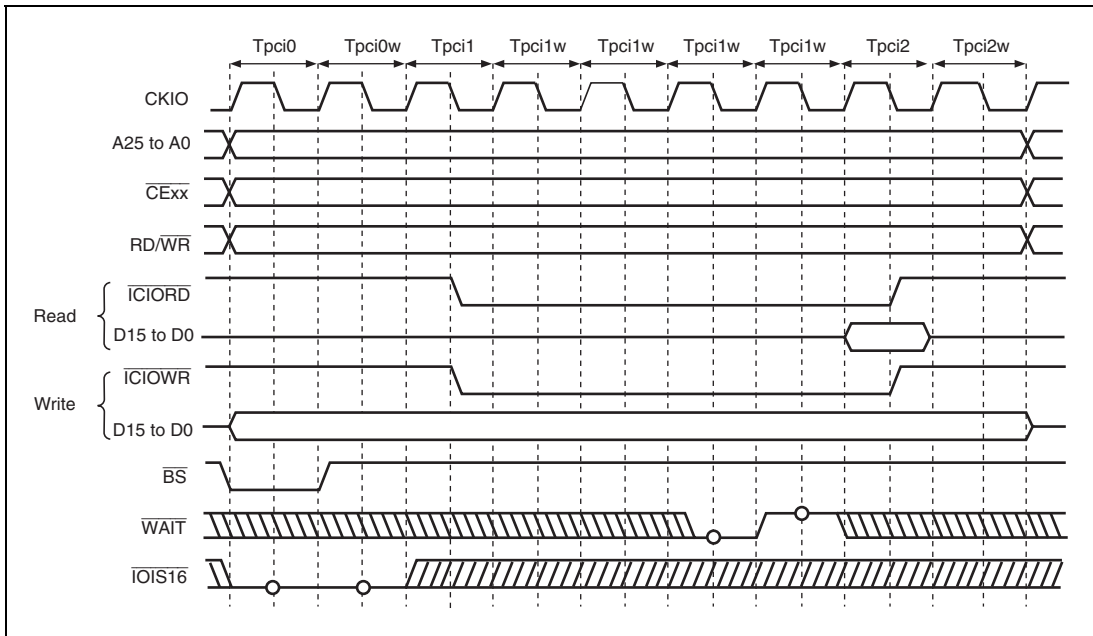 Tpci0 Tpci0w Tpci1 Tpci1w Tpci1w Tpci1w Tpci1w Tpci2 Tpci2w
CKIO
A25 to A0
CExx
RD/WR
ICIORD
Read
D15 to D0
ICIOWR
Write
D15 to D0
BS
WAIT
IOIS16